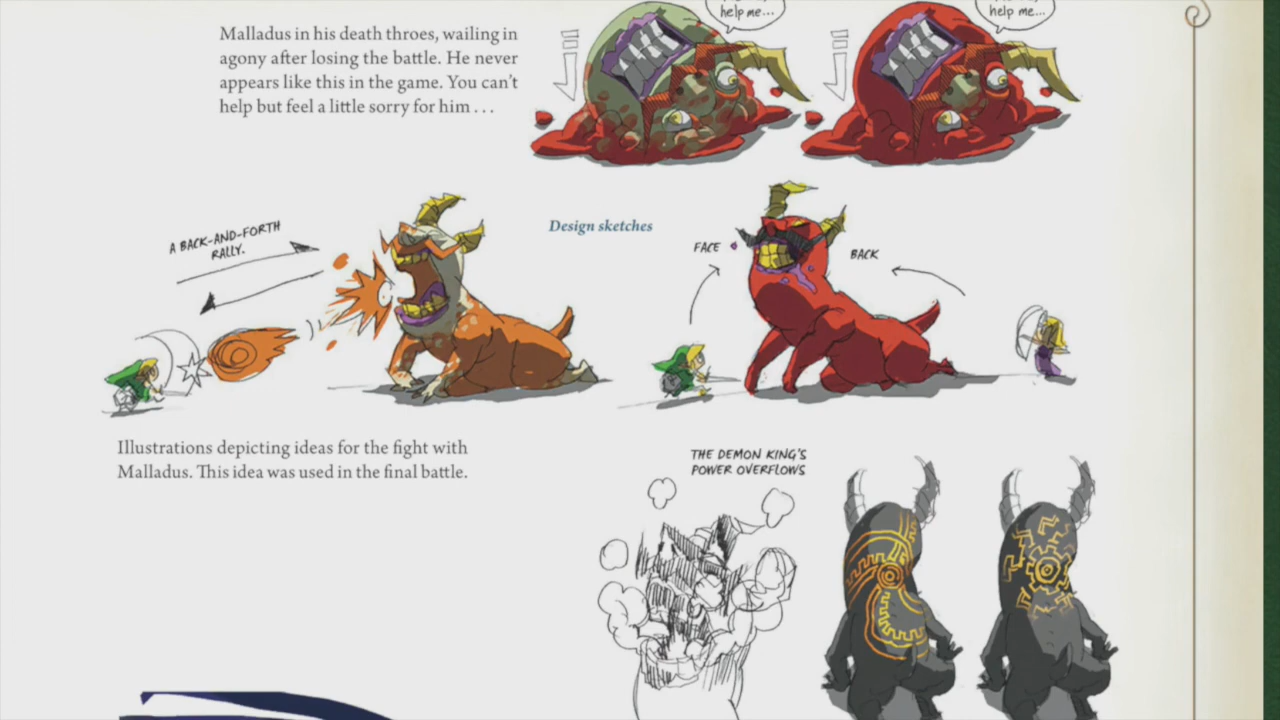 help me...
help me...
Malladus in his death throes, wailing in
agony after losing the battle. He never
appears like this in the game. You can't
help but feel a little sorry for him . . .
A BACK-AND-FORTH
RALLY.
Design sketches
FACE
BACK
Illustrations depicting ideas for the fight with
Malladus. This idea was used in the final battle.
THE DEMON KING'S
POWER OVERFLOWS